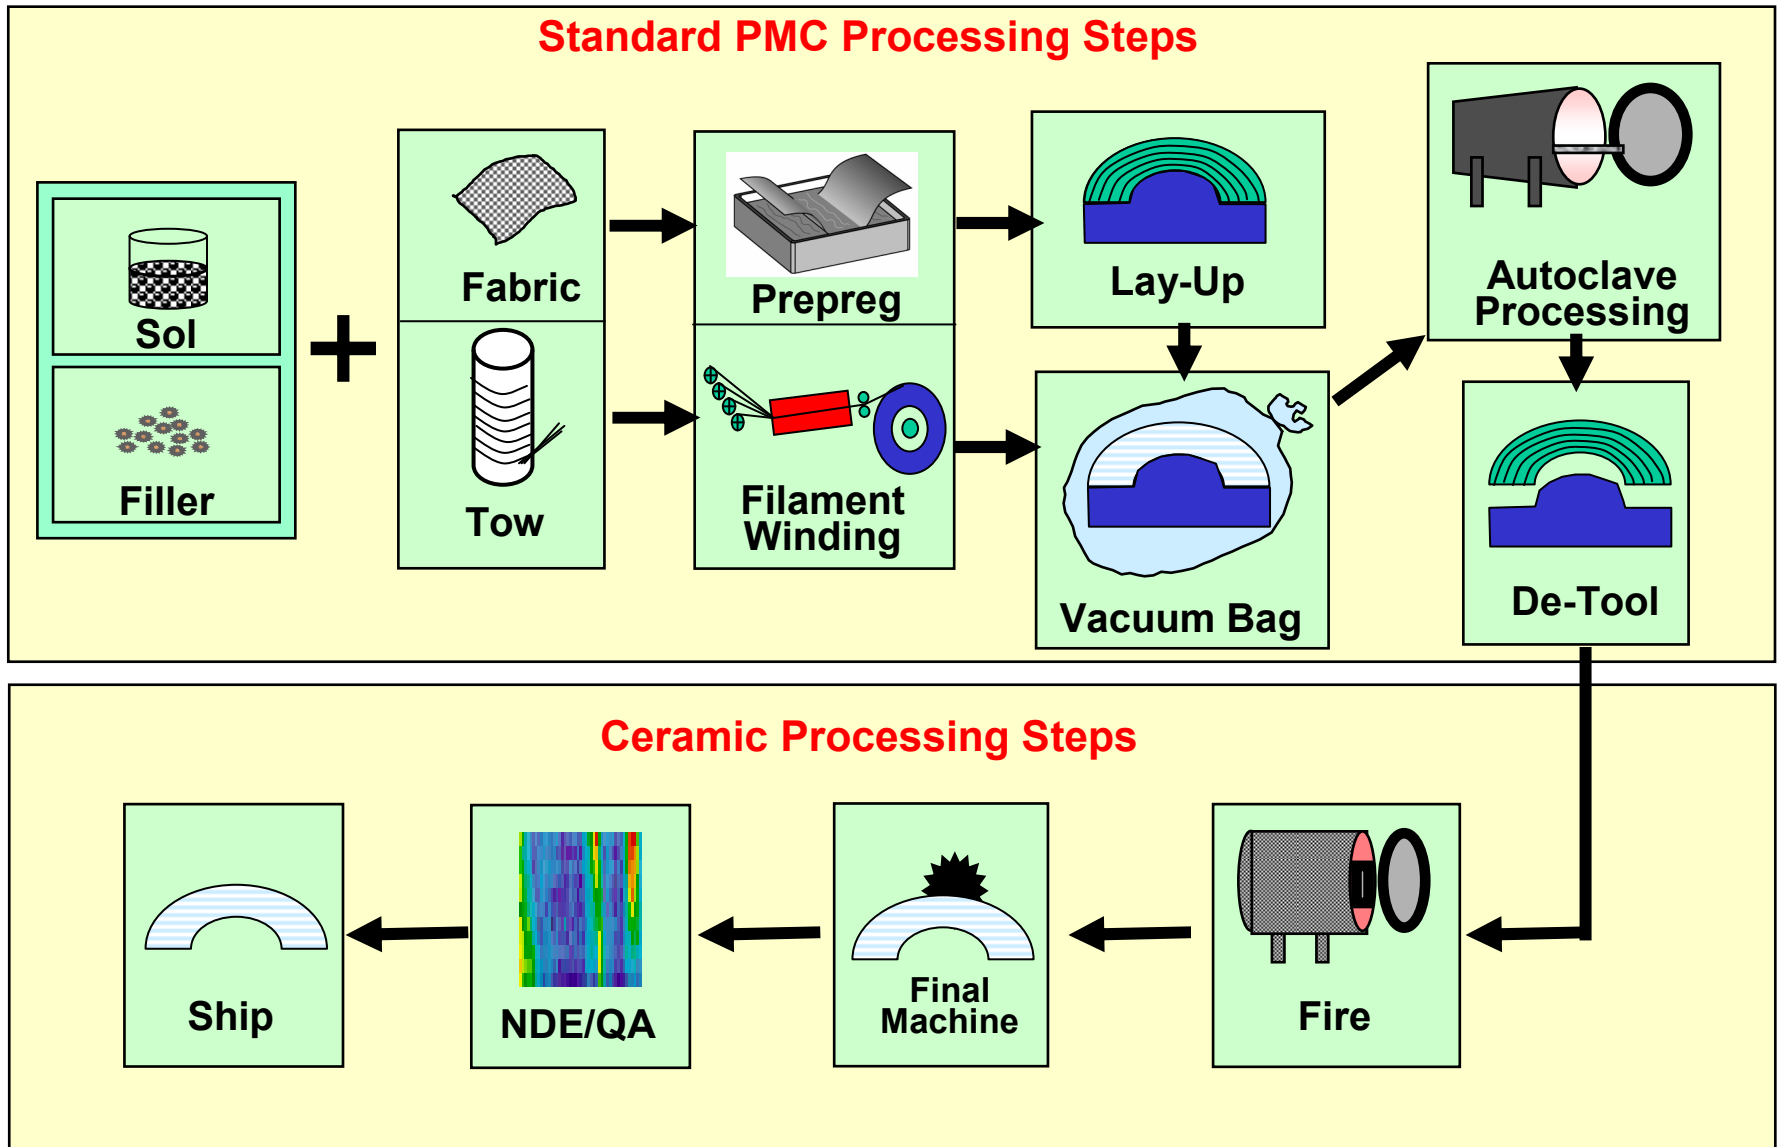 Standard PMC Processing Steps
Sol
Filler
Fabric
Tow
Prepreg
Filament
Winding
Lay-Up
Vacuum Bag
Autoclave
Processing
De-Tool
Ceramic Processing Steps
Ship
NDE/QA
Final
Machine
Fire